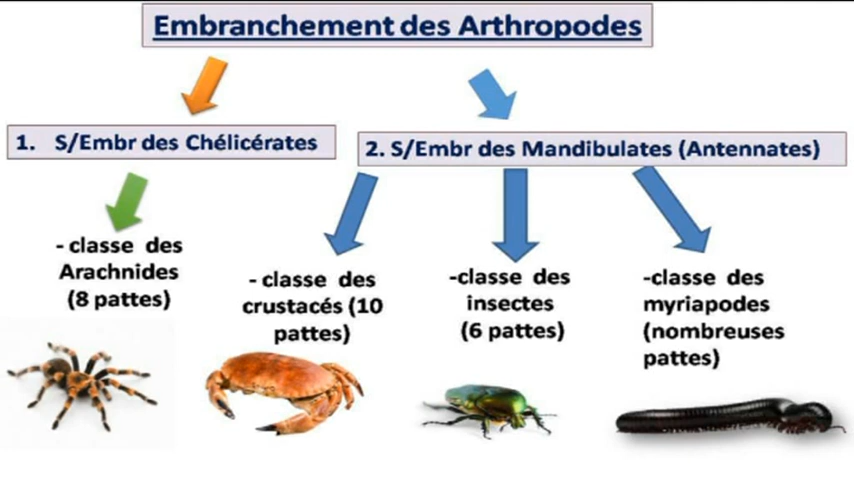 Embranchement des Arthropodes
1. S/Embr des Chélicérates
2. S/Embr des Mandibulates (Antennates)
- classe des
Arachnides
(8 pattes)
- classe des
crustacés (10
pattes)
-classe des
insectes
(6 pattes)
-classe des
myriapodes
(nombreuses
pattes)